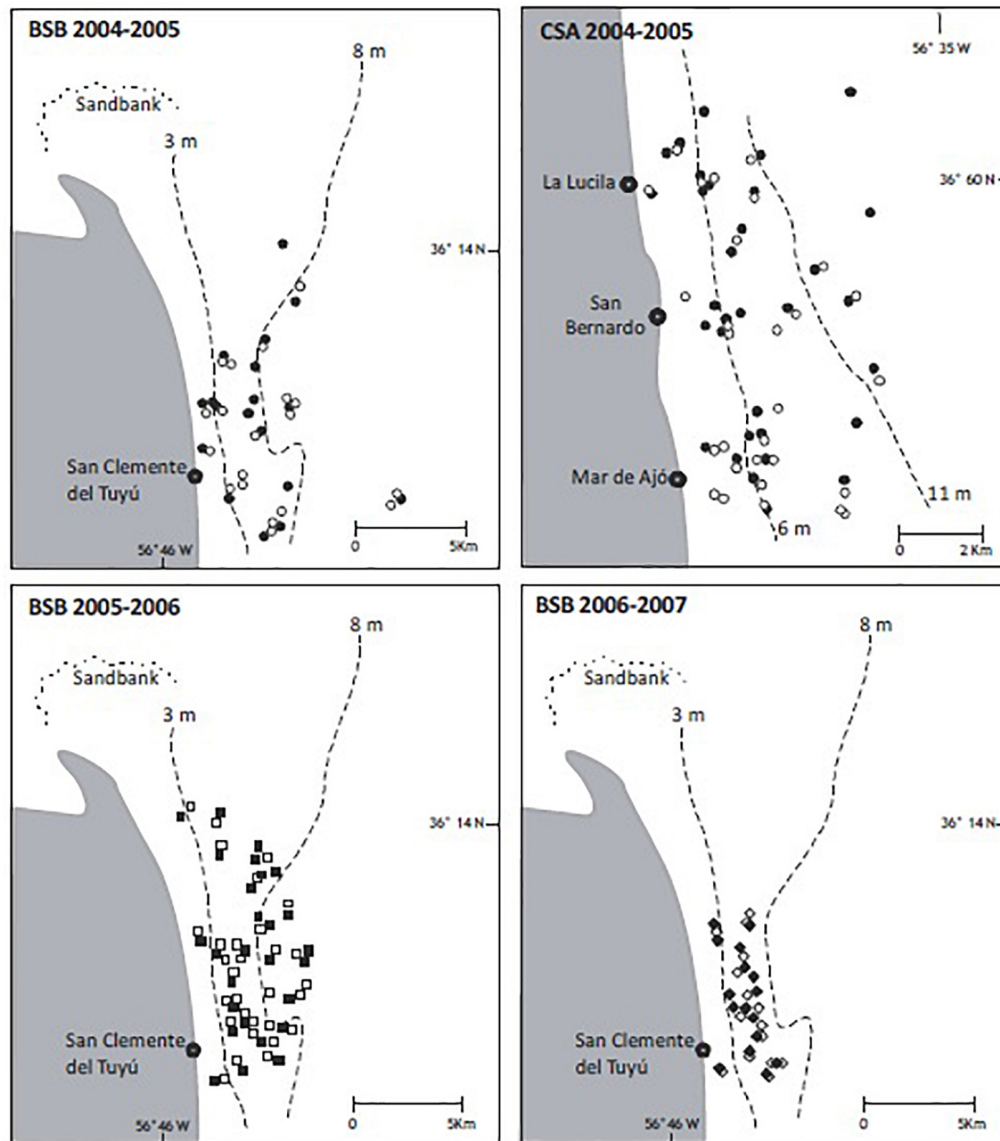 BSB 2004-2005
8 m
Sandbank
3 m
36° 14 N
San Clemente
del Tuyú
56° 46 W
0
5Km
CSA 2004-2005
56° 35 W
La Lucila
36° 60 N
San
Bernardo
Mar de Ajó
11 m
6 m
0
2 Km
BSB 2005-2006
8 m
Sandbank
3 m
36° 14 N
San Clemente
del Tuyú
56° 46 W
0
5Km
BSB 2006-2007
8 m
Sandbank
3 m
36° 14 N
San Clemente
del Tuyú
56° 46 W
0
5Km